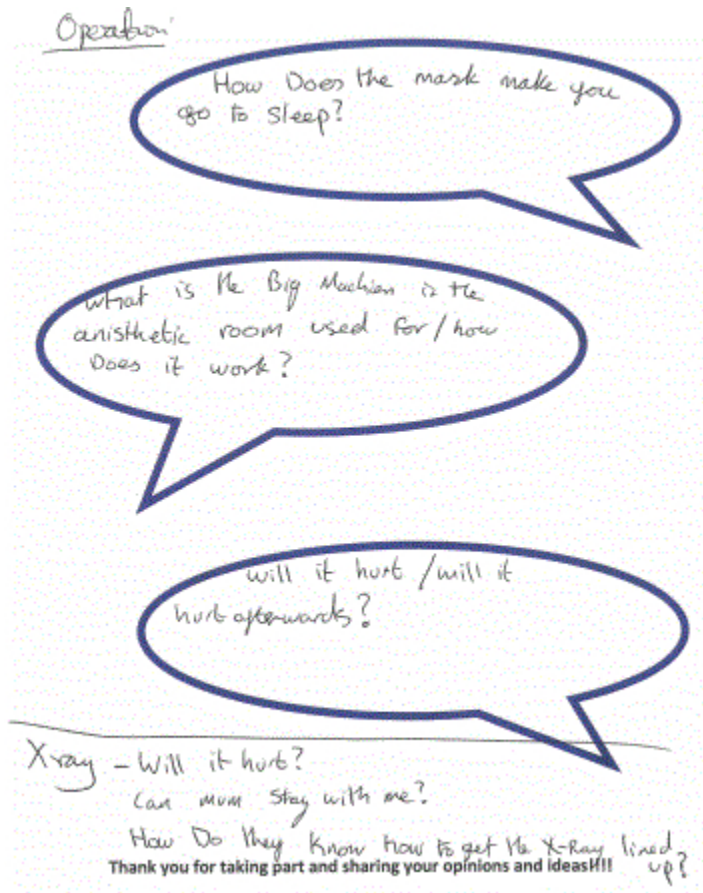 Operation
How Does the mask make you
go to sleep?
What is the Big Machien in the
anisthetic room used for/how
Does it work?
will it hurt /will it
hurt afterwards?
X-ray - Will it hurt?
Can mum stay with me?
How Do they know how to get the X-Ray lined
up?
Thank you for taking part and sharing your opinions and ideas!!!!